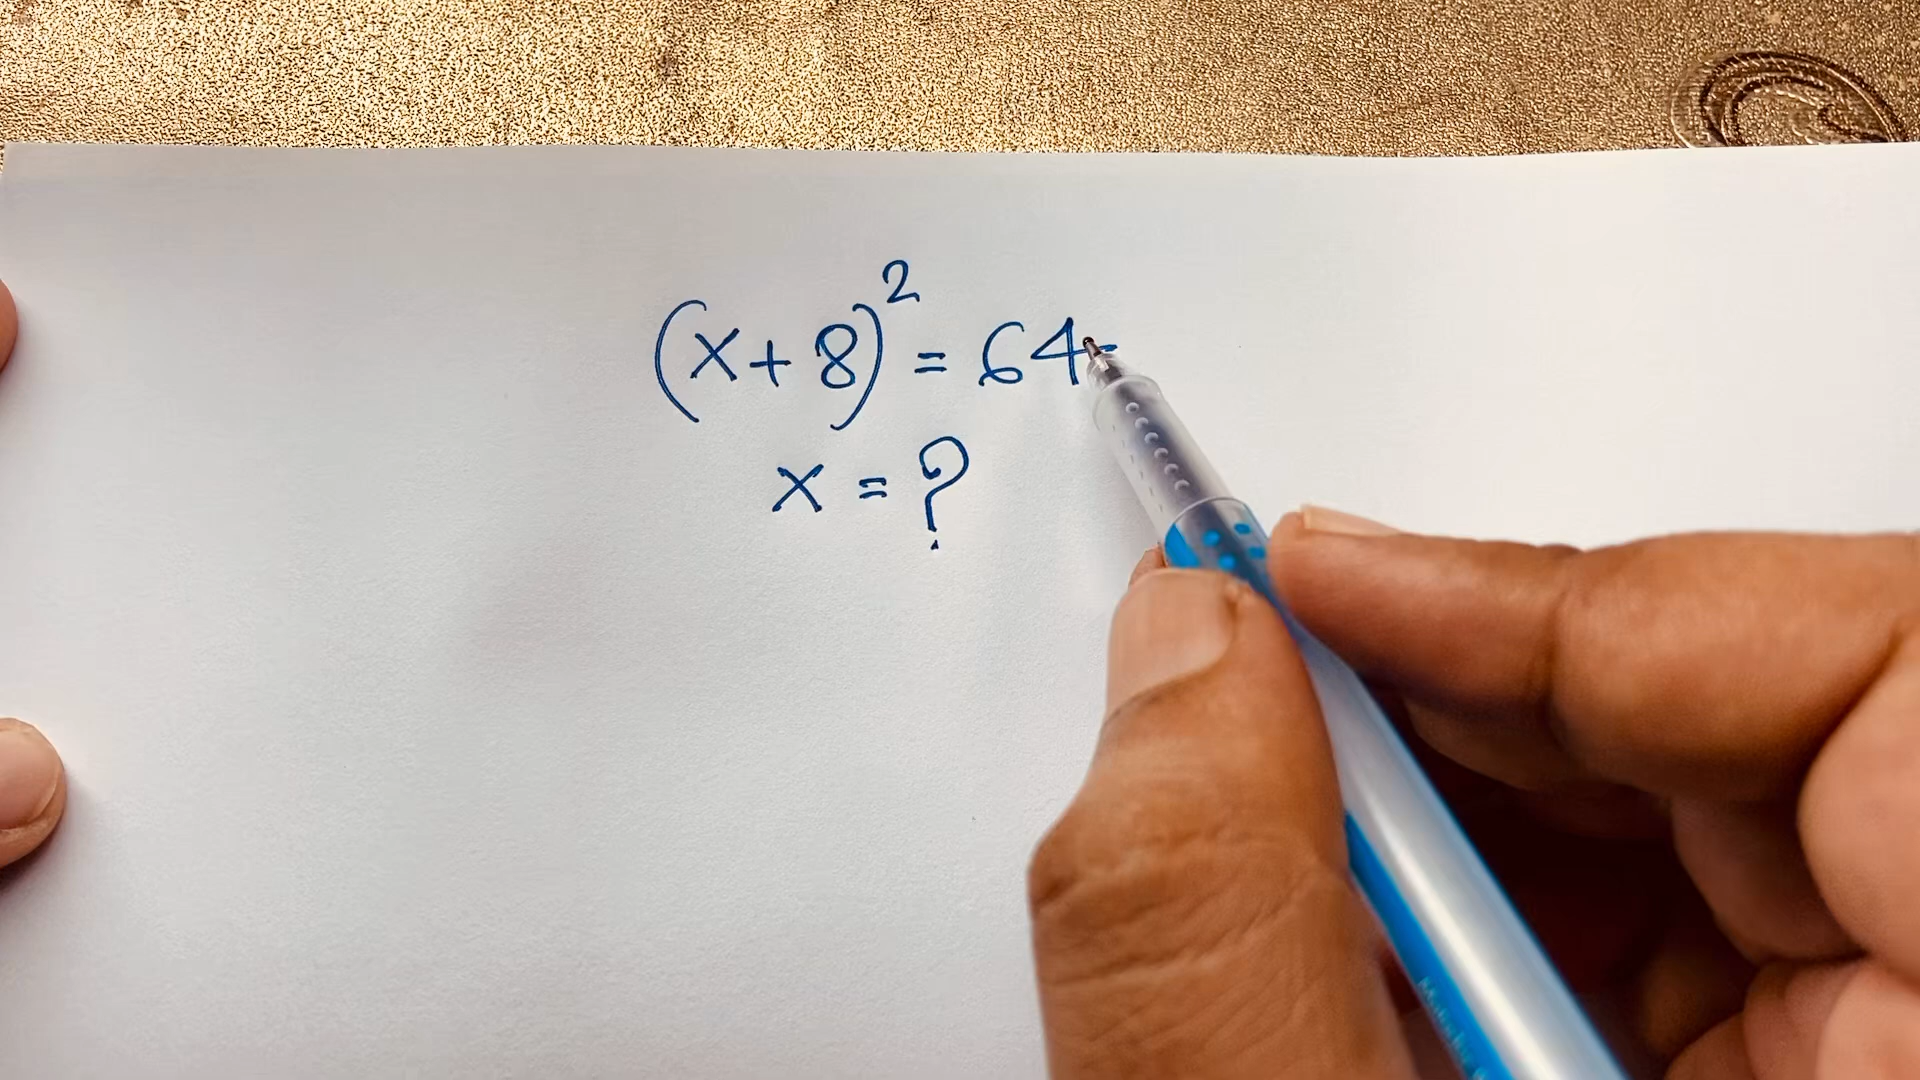 (x+8)² = 64
x = ?